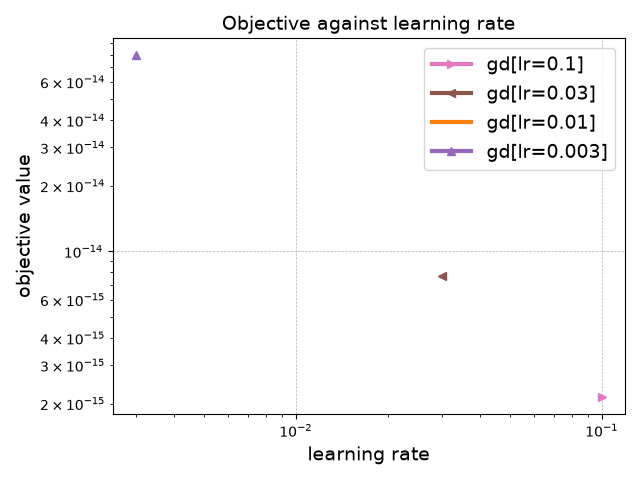 Objective against learning rate
gd[lr=0.1]
gd[lr=0.03]
gd[lr=0.01]
gd[lr=0.003]
6 × 10⁻¹⁴
4 × 10⁻¹⁴
3 × 10⁻¹⁴
2 × 10⁻¹⁴
10⁻¹⁴
6 × 10⁻¹⁵
4 × 10⁻¹⁵
3 × 10⁻¹⁵
2 × 10⁻¹⁵
objective value
10⁻²
10⁻¹
learning rate